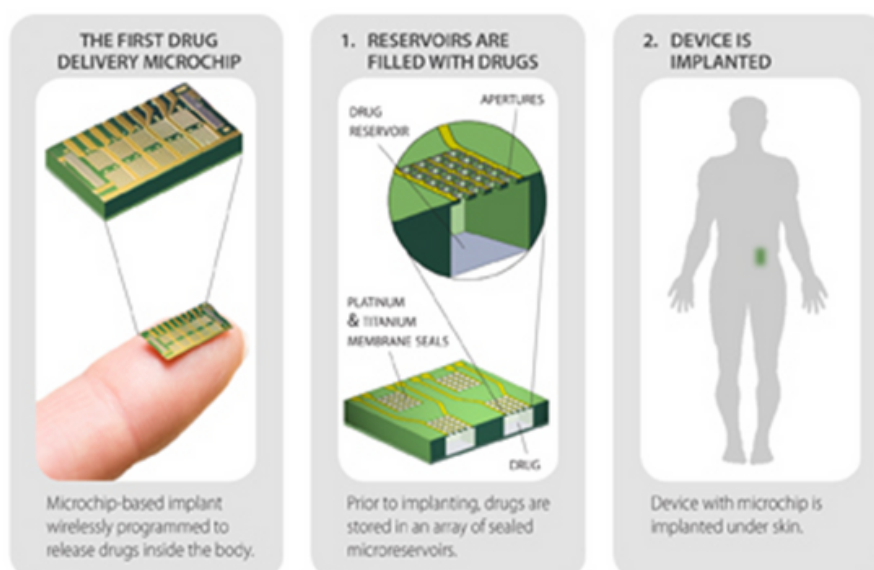 THE FIRST DRUG
DELIVERY MICROCHIP
Microchip-based implant
wirelessly programmed to
release drugs inside the body.
1. RESERVOIRS ARE
FILLED WITH DRUGS
APERTURES
DRUG
RESERVOIR
PLATINUM
& TITANIUM
MEMBRANE SEALS
DRUG
Prior to implanting, drugs are
stored in an array of sealed
microreservoirs.
2. DEVICE IS
IMPLANTED
Device with microchip is
implanted under skin.